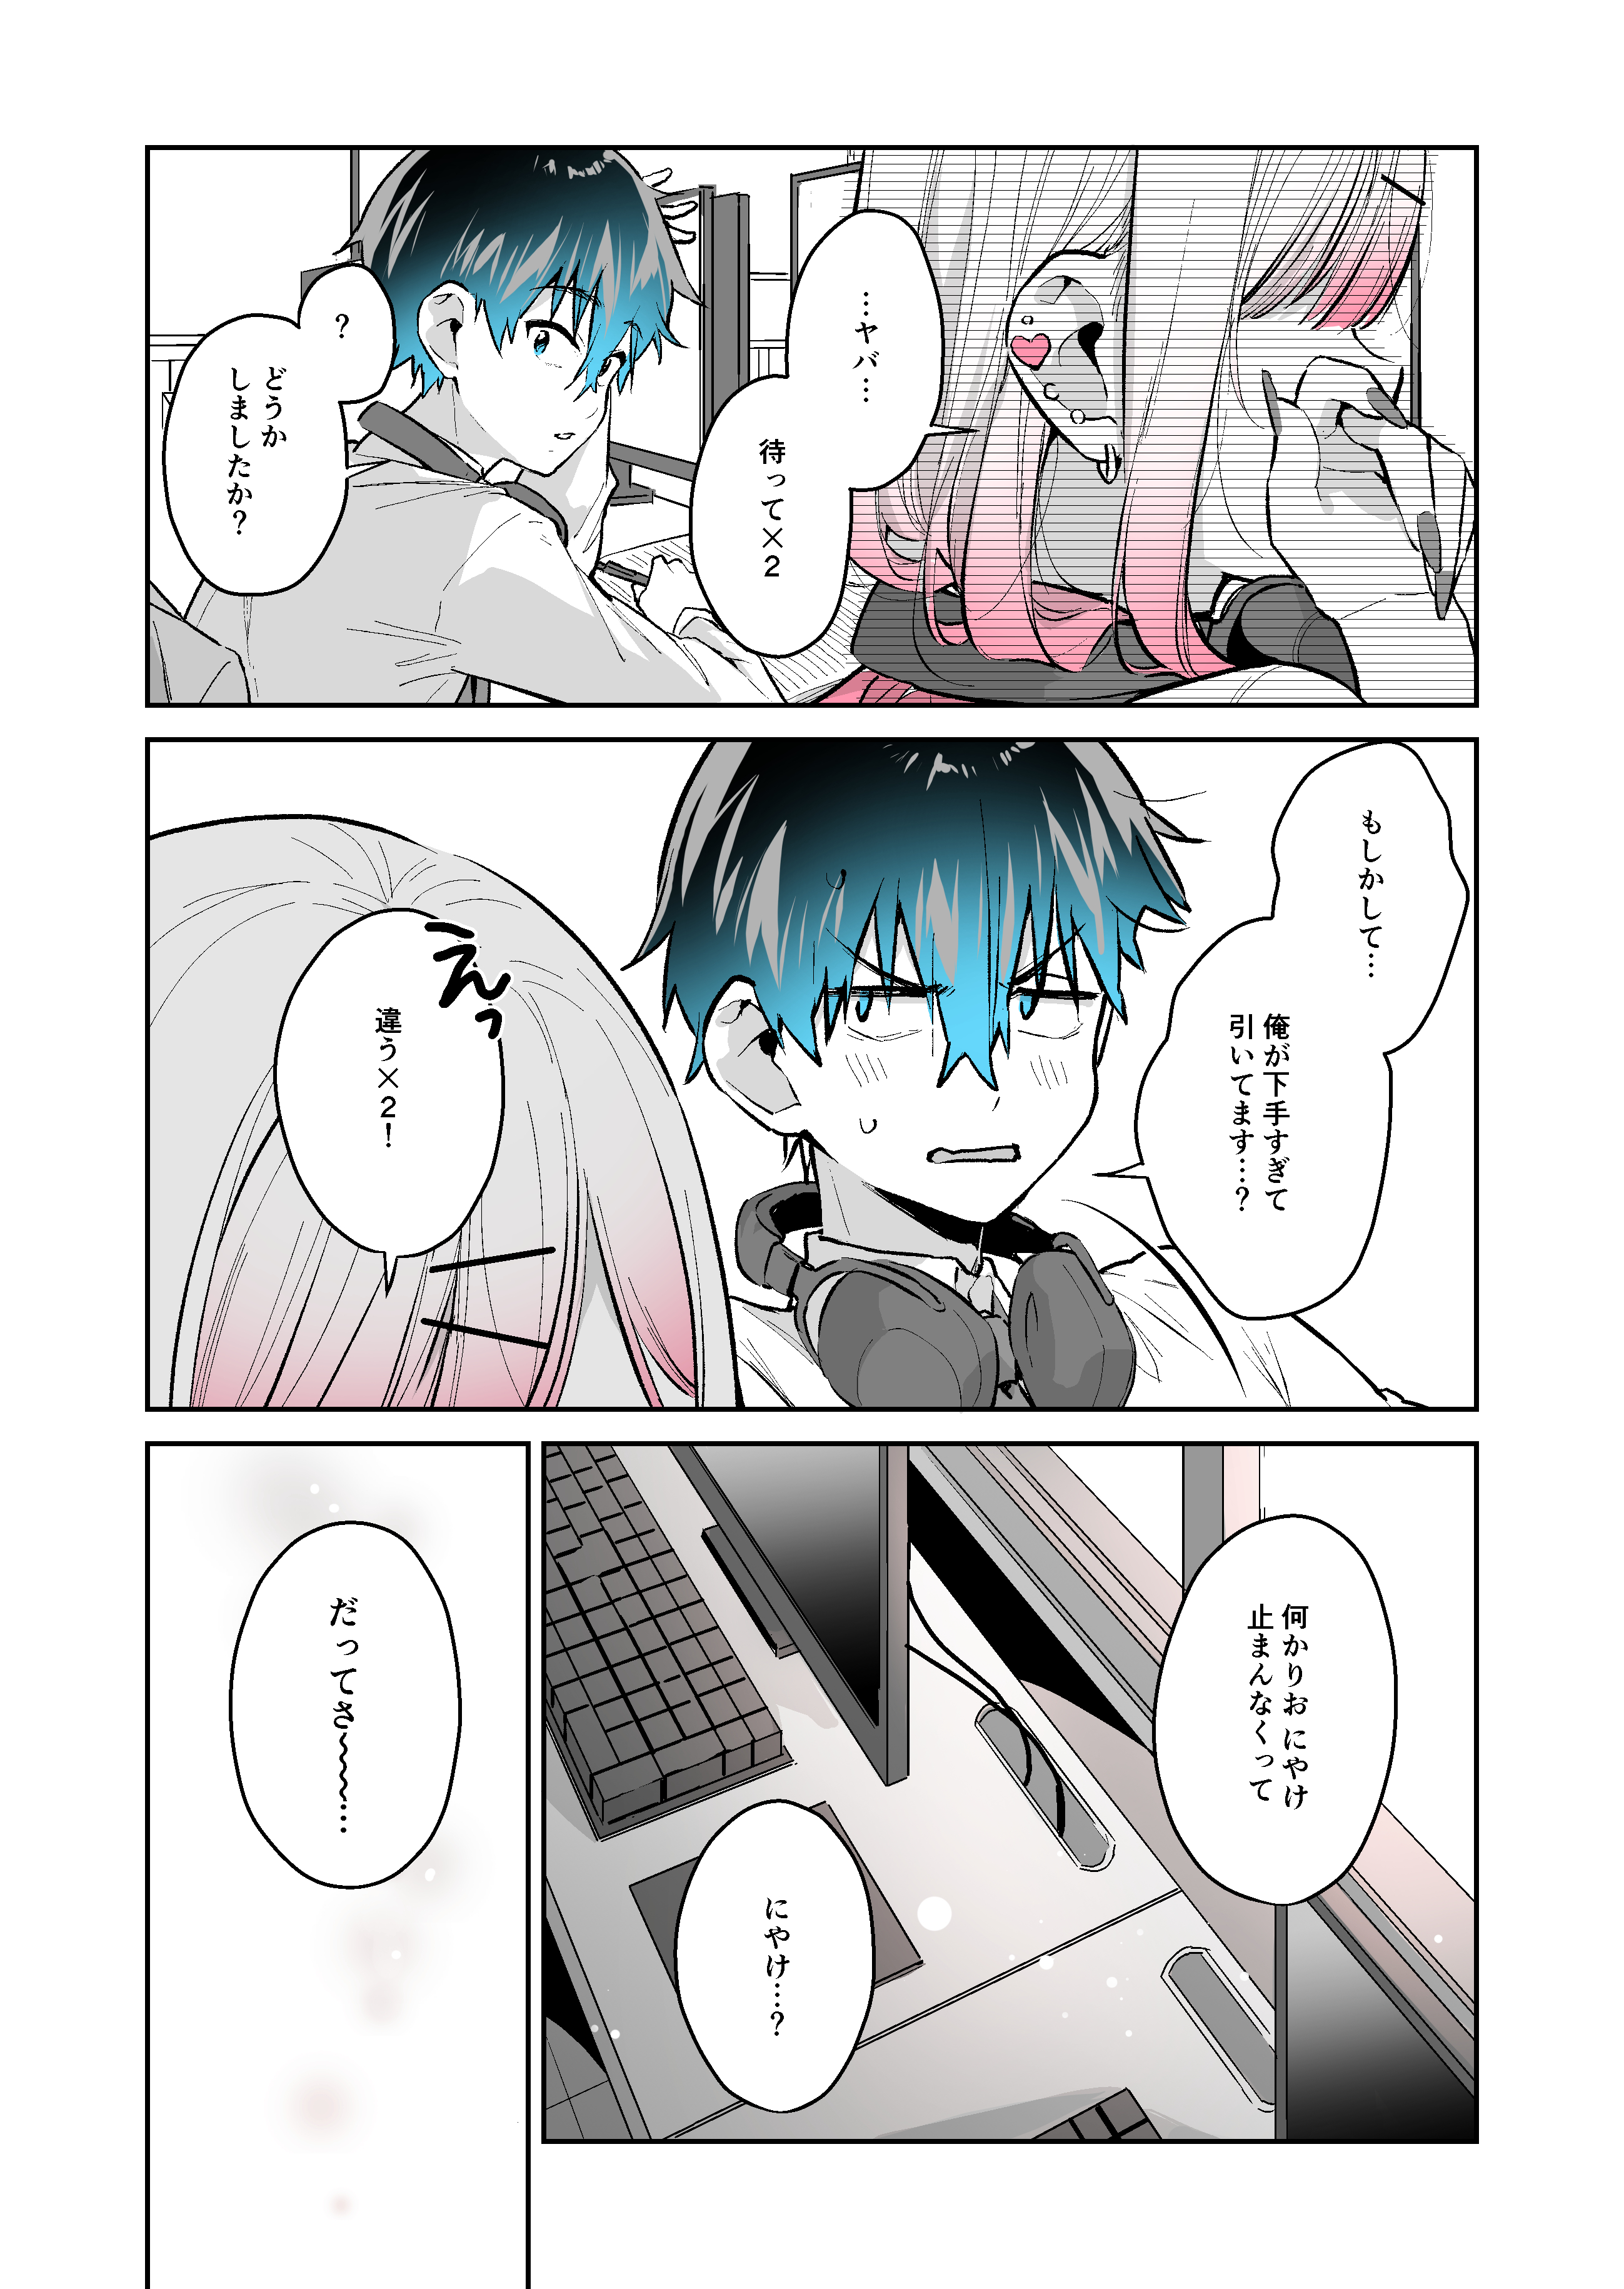 …ヤバ…
待って×2
?
どうか
しましたか?
もしかして…
俺が下手すぎて
引いてます…?
えっ
違う×2!
何かりお にやけ
止まんなくって
にやけ…?
だってさ〜〜〜…